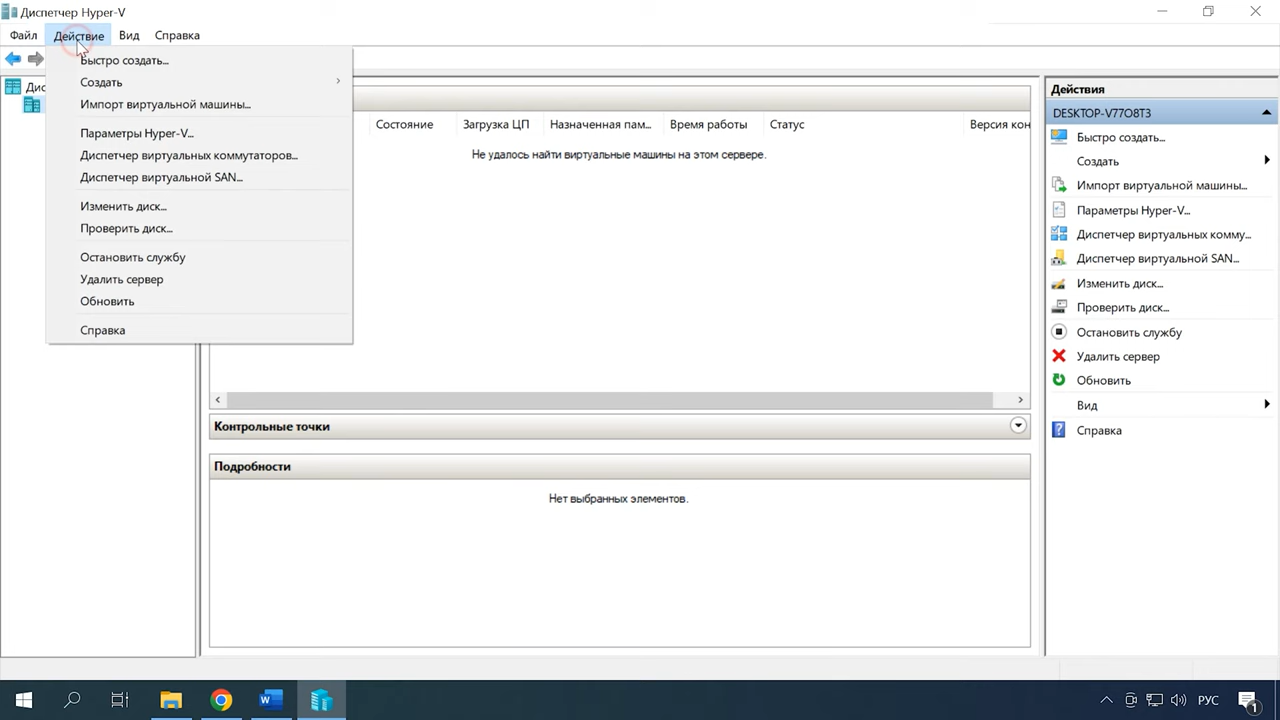 Диспетчер Hyper-V
Файл Действие Вид Справка
Быстро создать...
Создать
Импорт виртуальной машины...
Параметры Hyper-V...
Диспетчер виртуальных коммутаторов...
Диспетчер виртуальной SAN...
Изменить диск...
Проверить диск...
Остановить службу
Удалить сервер
Обновить
Справка
Дис
Состояние Загрузка ЦП Назначенная пам... Время работы Статус Версия кон
Не удалось найти виртуальные машины на этом сервере.
Контрольные точки
Подробности
Нет выбранных элементов.
Действия
DESKTOP-V77O8T3
Быстро создать...
Создать
Импорт виртуальной машины...
Параметры Hyper-V...
Диспетчер виртуальных комму...
Диспетчер виртуальной SAN...
Изменить диск...
Проверить диск...
Остановить службу
Удалить сервер
Обновить
Вид
Справка
РУС
1